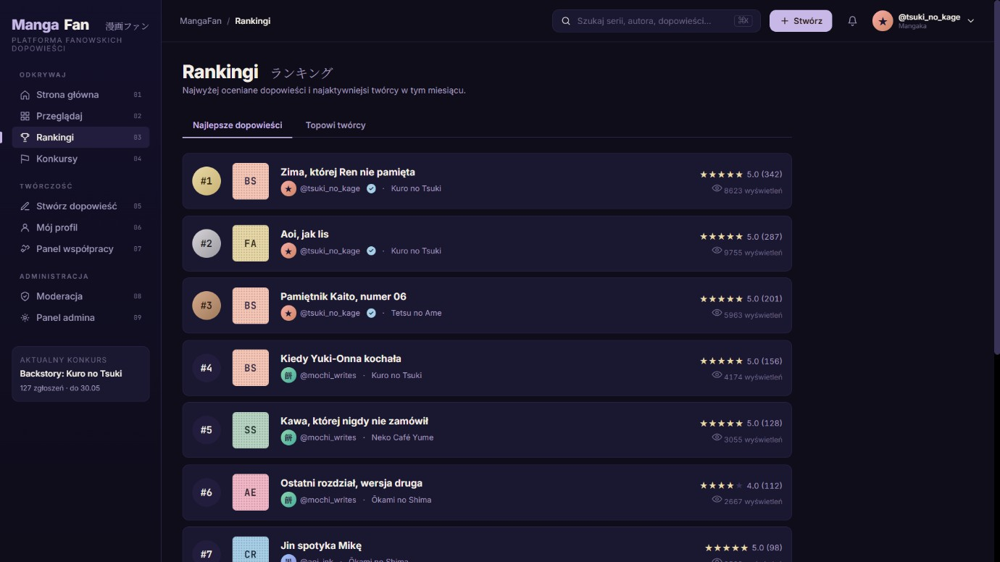 Manga Fan 漫画ファン
PLATFORMA FANOWSKICH
DOPOWIEŚCI
ODKRYWAJ
Strona główna 01
Przeglądaj 02
Rankingi 03
Konkursy 04
TWÓRCZOŚĆ
Stwórz dopowieść 05
Mój profil 06
Panel współpracy 07
ADMINISTRACJA
Moderacja 08
Panel admina 09
AKTUALNY KONKURS
Backstory: Kuro no Tsuki
127 zgłoszeń · do 30.05
MangaFan / Rankingi
Szukaj serii, autora, dopowieści... ⌘K
+ Stwórz
★ @tsuki_no_kage
Mangaka
Rankingi ランキング
Najwyżej oceniane dopowieści i najaktywniejsi twórcy w tym miesiącu.
Najlepsze dopowieści Topowi twórcy
#1 BS Zima, której Ren nie pamięta
★ @tsuki_no_kage · Kuro no Tsuki
★★★★★ 5.0 (342)
8623 wyświetleń
#2 FA Aoi, jak lis
★ @tsuki_no_kage · Kuro no Tsuki
★★★★★ 5.0 (287)
9755 wyświetleń
#3 BS Pamiętnik Kaito, numer 06
★ @tsuki_no_kage · Tetsu no Ame
★★★★★ 5.0 (201)
5963 wyświetleń
#4 BS Kiedy Yuki-Onna kochała
餅 @mochi_writes · Kuro no Tsuki
★★★★★ 5.0 (156)
4174 wyświetleń
#5 SS Kawa, której nigdy nie zamówił
餅 @mochi_writes · Neko Café Yume
★★★★★ 5.0 (128)
3055 wyświetleń
#6 AE Ostatni rozdział, wersja druga
餅 @mochi_writes · Ōkami no Shima
★★★★★ 4.0 (112)
2667 wyświetleń
#7 CR Jin spotyka Mikę
@aoi_ink · Ōkami no Shima
★★★★★ 5.0 (98)